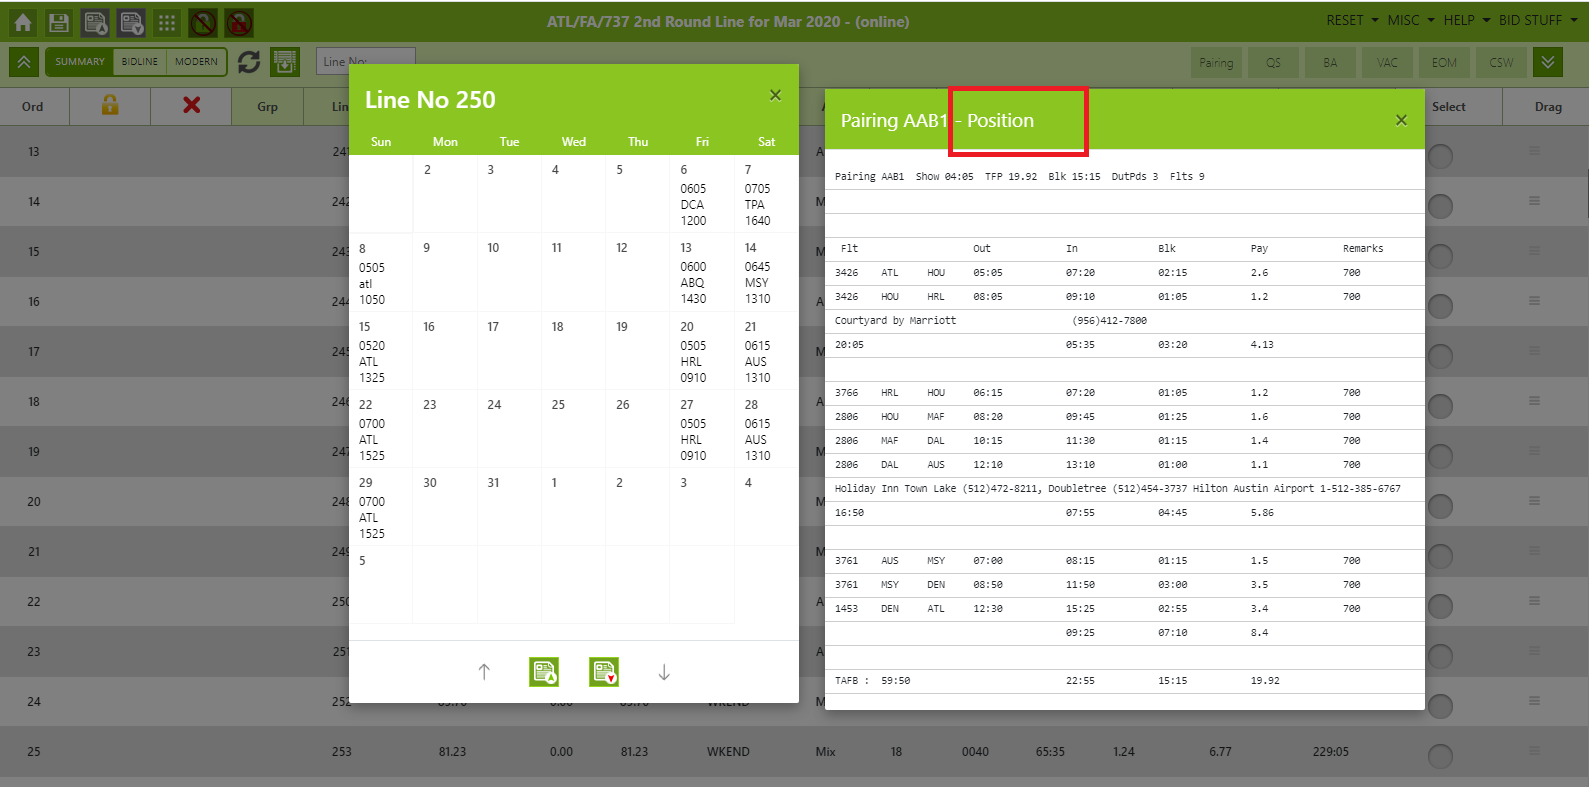 ATL/FA/737 2nd Round Line for Mar 2020 - (online)
RESET MISC HELP BID STUFF
SUMMARY BIDLINE MODERN
Line No:
Pairing QS BA VAC EOM CSW
Ord Grp Lin Select Drag
Line No 250
Sun Mon Tue Wed Thu Fri Sat
2 3 4 5 6 7
0605 0705
DCA TPA
1200 1640
8 9 10 11 12 13 14
0505 0600 0645
atl ABQ MSY
1050 1430 1310
15 16 17 18 19 20 21
0520 0505 0615
ATL HRL AUS
1325 0910 1310
22 23 24 25 26 27 28
0700 0505 0615
ATL HRL AUS
1525 0910 1310
29 30 31 1 2 3 4
0700
ATL
1525
5
Pairing AAB1 - Position
Pairing AAB1 Show 04:05 TFP 19.92 Blk 15:15 DutPds 3 Flts 9
Flt Out In Blk Pay Remarks
3426 ATL HOU 05:05 07:20 02:15 2.6 700
3426 HOU HRL 08:05 09:10 01:05 1.2 700
Courtyard by Marriott (956)412-7800
20:05 05:35 03:20 4.13
3766 HRL HOU 06:15 07:20 01:05 1.2 700
2806 HOU MAF 08:20 09:45 01:25 1.6 700
2806 MAF DAL 10:15 11:30 01:15 1.4 700
2806 DAL AUS 12:10 13:10 01:00 1.1 700
Holiday Inn Town Lake (512)472-8211, Doubletree (512)454-3737 Hilton Austin Airport 1-512-385-6767
16:50 07:55 04:45 5.86
3761 AUS MSY 07:00 08:15 01:15 1.5 700
3761 MSY DEN 08:50 11:50 03:00 3.5 700
1453 DEN ATL 12:30 15:25 02:55 3.4 700
09:25 07:10 8.4
TAFB : 59:50 22:55 15:15 19.92
13 241
14 242
15 243
16 244
17 245
18 246
19 247
20 248
21 249
22 250
23 251
24 252
25 253 81.23 0.00 81.23 WKEND Mix 18 0040 65:35 1.24 6.77 229:05